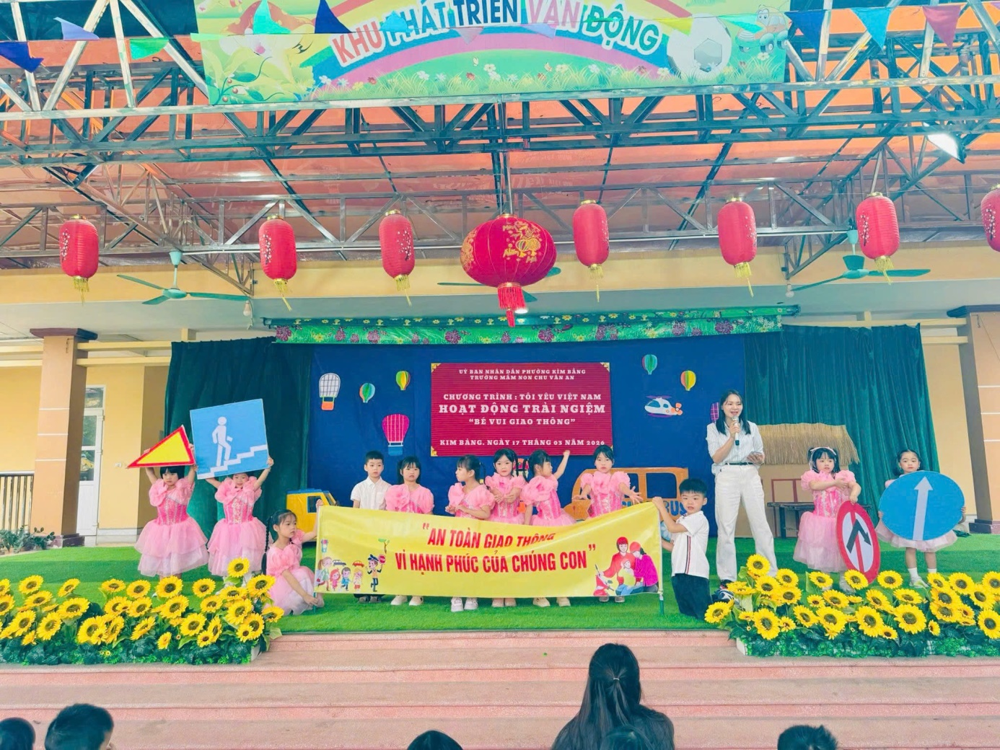 KHU PHÁT TRIỂN VẬN ĐỘNG
UỶ BAN NHÂN DÂN PHƯỜNG KIM BẢNG
TRƯỜNG MẦM NON CHU VĂN AN
CHƯƠNG TRÌNH : TÔI YÊU VIỆT NAM
HOẠT ĐỘNG TRẢI NGIỆM
“BÉ VUI GIAO THÔNG”
KIM BẢNG, NGÀY 17 THÁNG 03 NĂM 2026
BUS
"AN TOÀN GIAO THÔNG
VÌ HẠNH PHÚC CỦA CHÚNG CON"